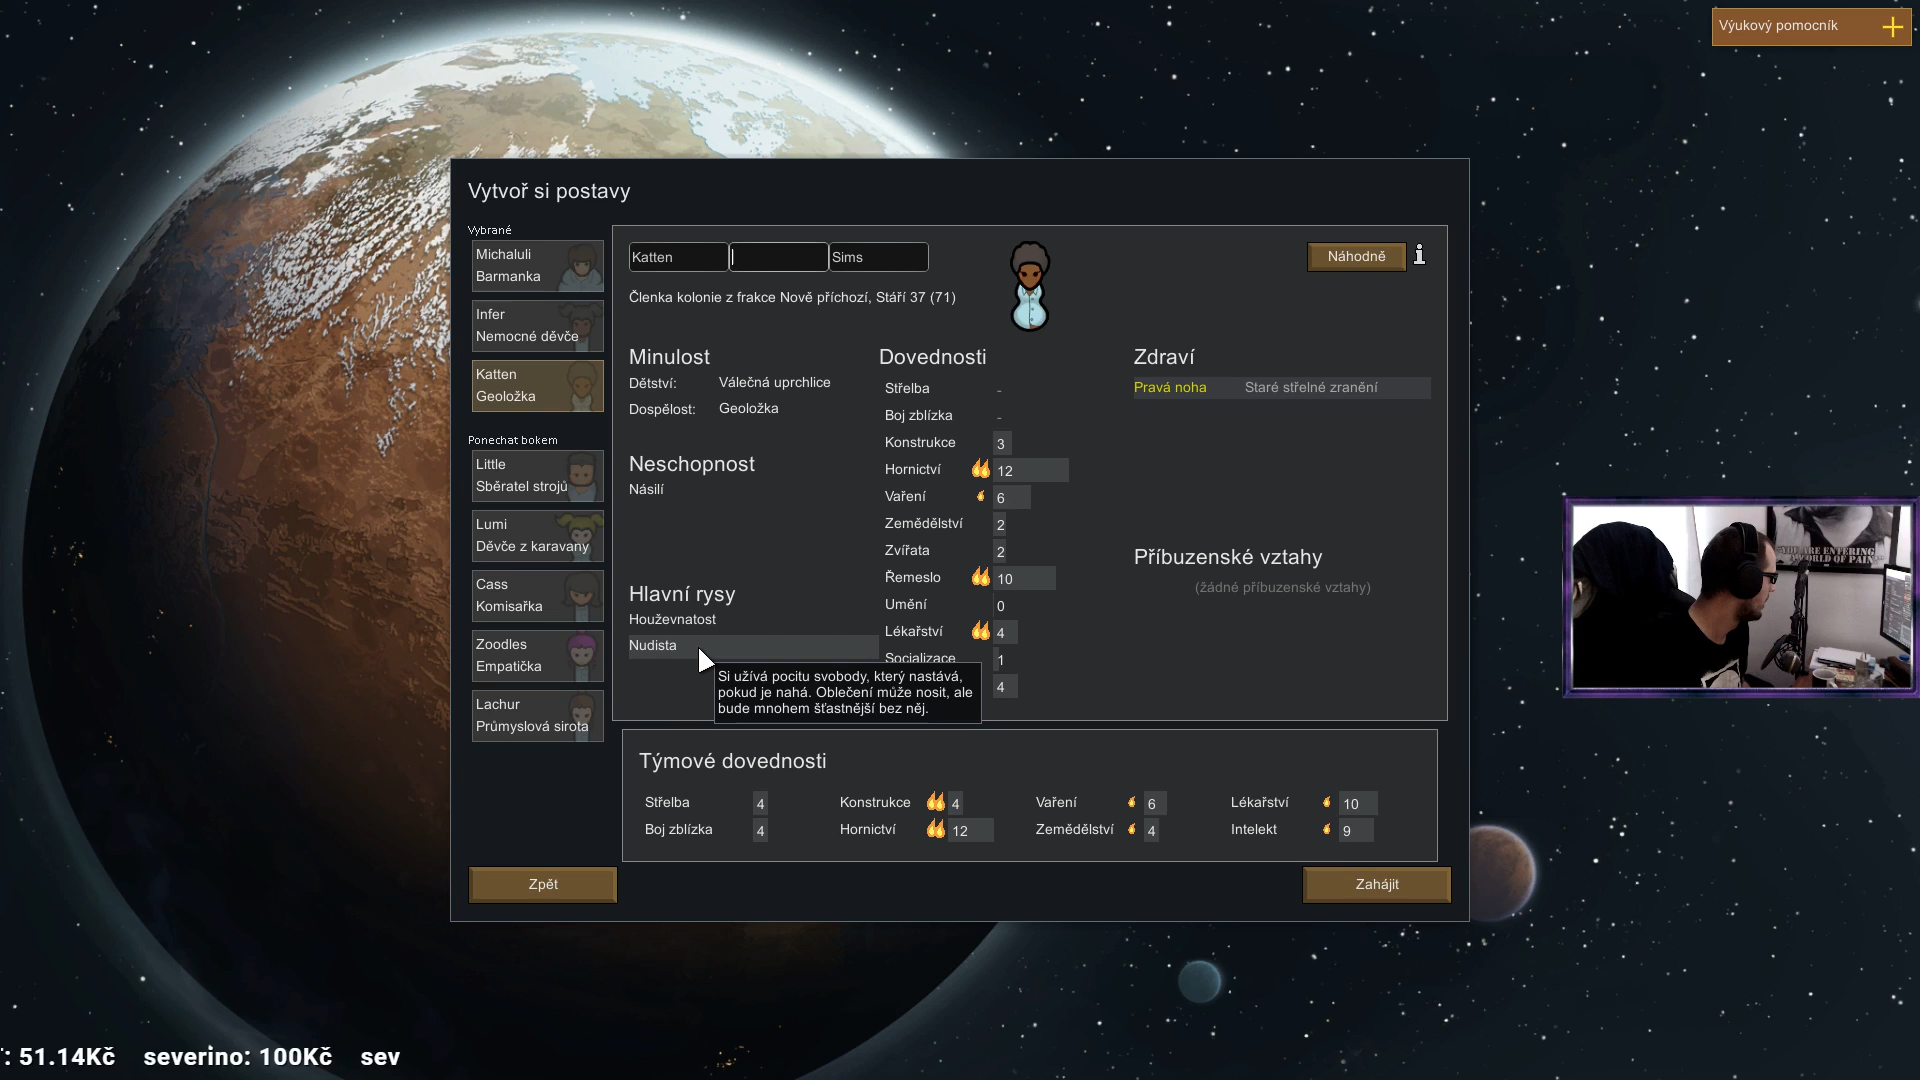 Výukový pomocník
Vytvoř si postavy
Vybrané
Michaluli
Barmanka
Infer
Nemocné děvče
Katten
Geoložka
Ponechat bokem
Little
Sběratel strojů
Lumi
Děvče z karavany
Cass
Komisařka
Zoodles
Empatička
Lachur
Průmyslová sirota
Katten
Sims
Náhodně
Členka kolonie z frakce Nově příchozí, Stáří 37 (71)
Minulost
Dětství: Válečná uprchlice
Dospělost: Geoložka
Neschopnost
Násilí
Hlavní rysy
Houževnatost
Nudista
Si užívá pocitu svobody, který nastává,
pokud je nahá. Oblečení může nosit, ale
bude mnohem šťastnější bez něj.
Dovednosti
Střelba -
Boj zblízka -
Konstrukce 3
Hornictví 12
Vaření 6
Zemědělství 2
Zvířata 2
Řemeslo 10
Umění 0
Lékařství 4
Socializace 1
4
Zdraví
Pravá noha Staré střelné zranění
Příbuzenské vztahy
(žádné příbuzenské vztahy)
Týmové dovednosti
Střelba 4 Konstrukce 4 Vaření 6 Lékařství 10
Boj zblízka 4 Hornictví 12 Zemědělství 4 Intelekt 9
Zpět
Zahájit
YOU ARE ENTERING
WORLD OF PAIN
: 51.14Kč severino: 100Kč sev